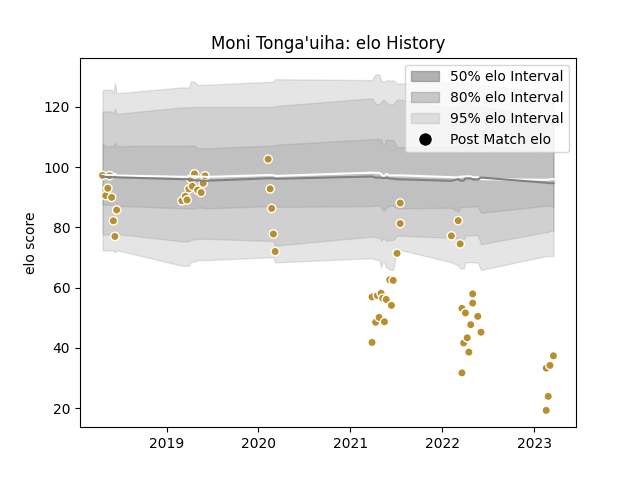 Moni Tonga'uiha: elo History
50% elo Interval
80% elo Interval
95% elo Interval
Post Match elo
elo score
120
100
80
60
40
20
2019 2020 2021 2022 2023